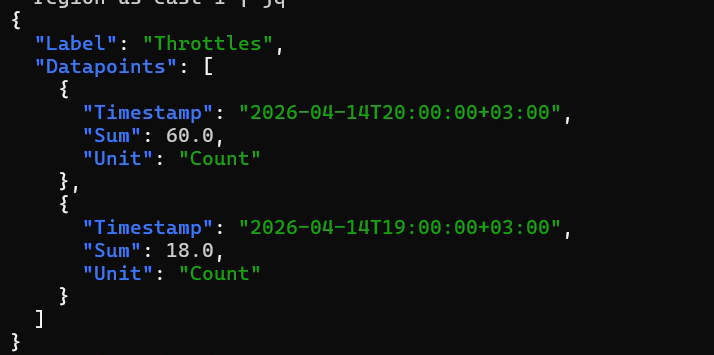 region us-east-1 | jq
{
  "Label": "Throttles",
  "Datapoints": [
    {
      "Timestamp": "2026-04-14T20:00:00+03:00",
      "Sum": 60.0,
      "Unit": "Count"
    },
    {
      "Timestamp": "2026-04-14T19:00:00+03:00",
      "Sum": 18.0,
      "Unit": "Count"
    }
  ]
}